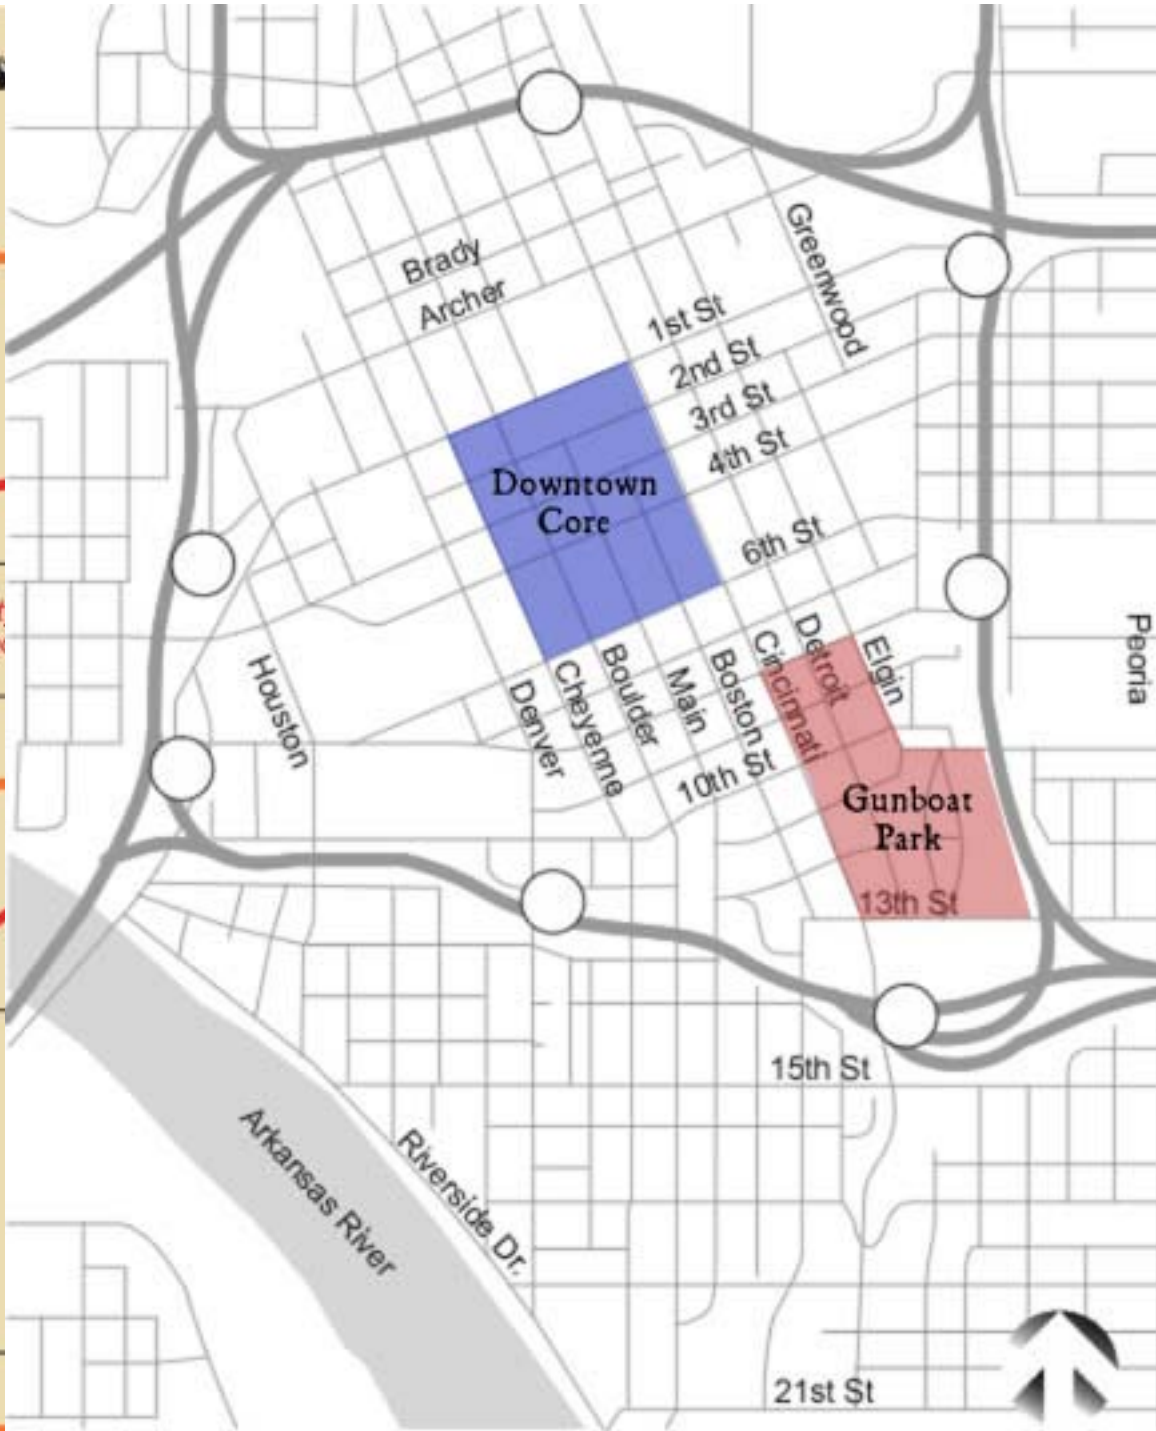 Brady
Archer
Greenwood
1st St
2nd St
3rd St
4th St
6th St
Downtown
Core
Houston
Denver
Cheyenne
Boulder
Main
Boston
Cincinnati
Detroit
Elgin
Peoria
10th St
Gunboat
Park
13th St
15th St
Arkansas River
Riverside Dr.
21st St